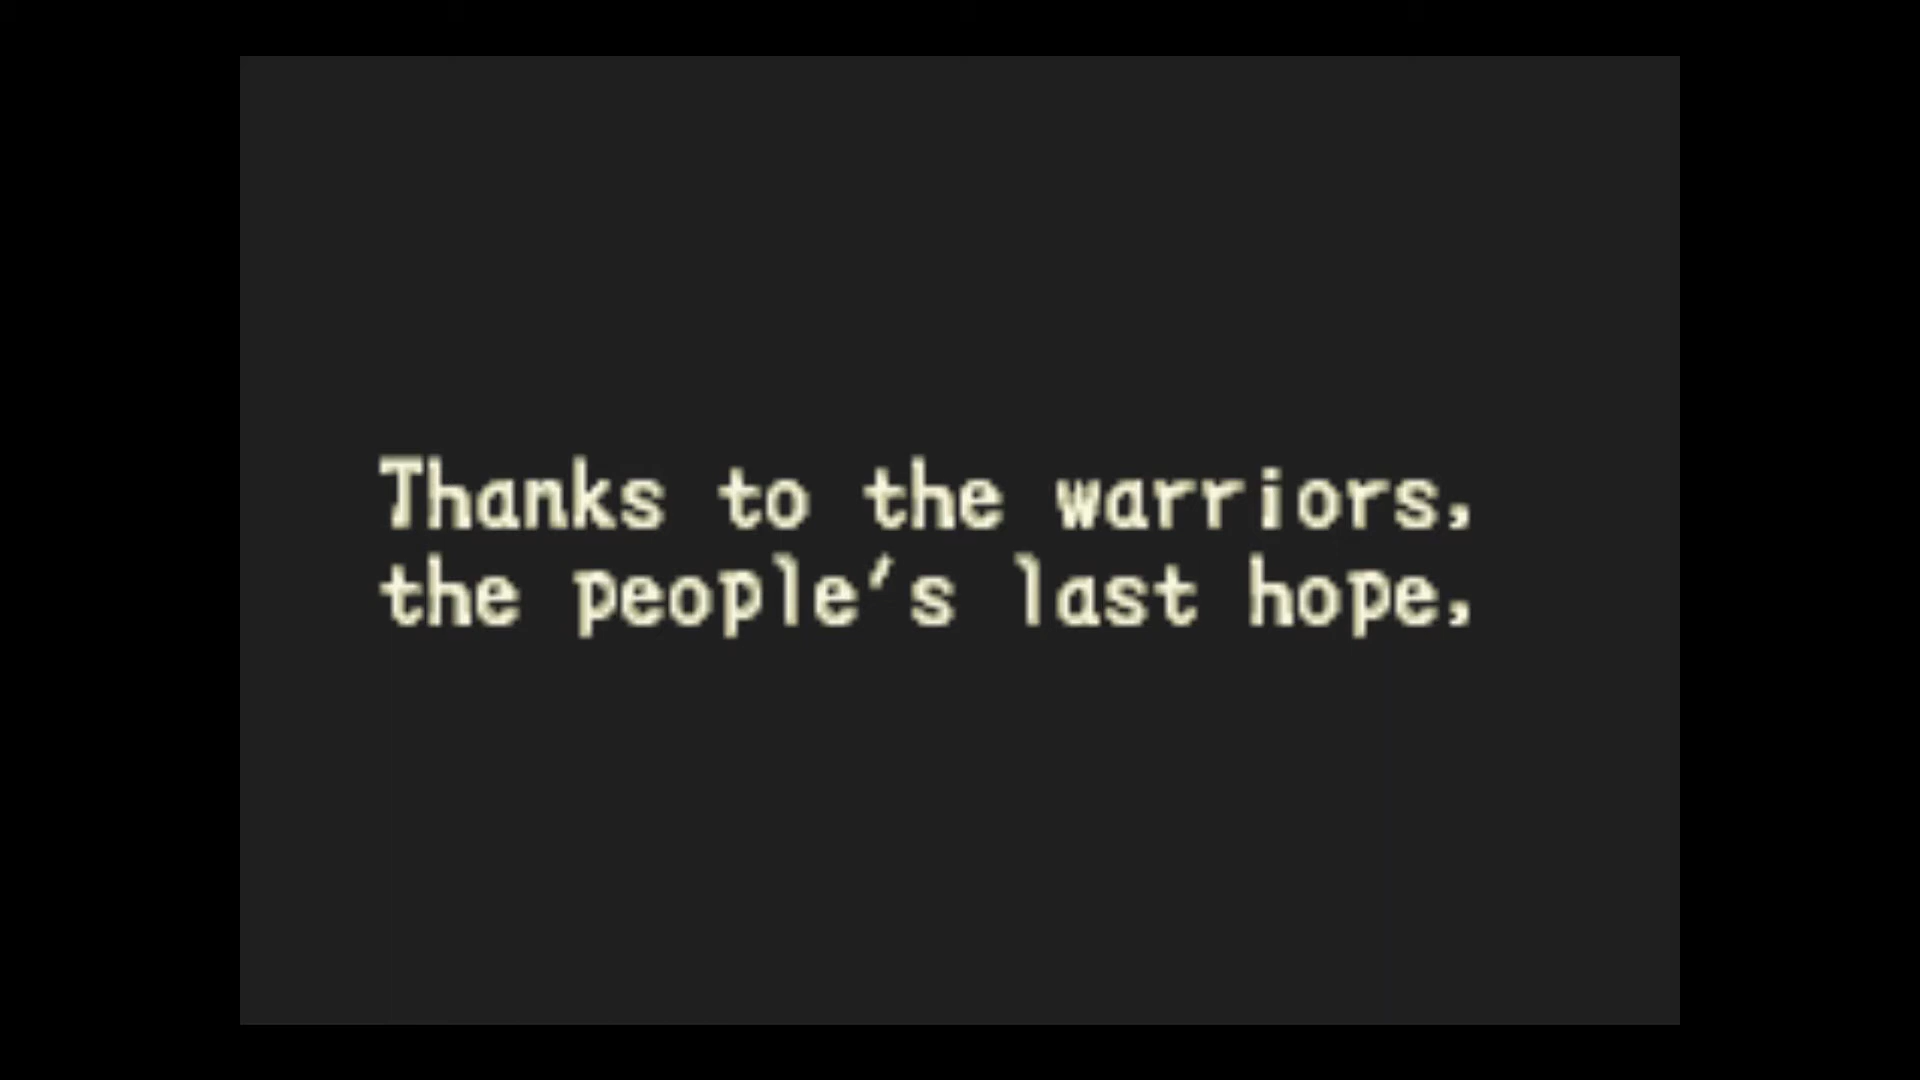 Thanks to the warriors,
the people's last hope,